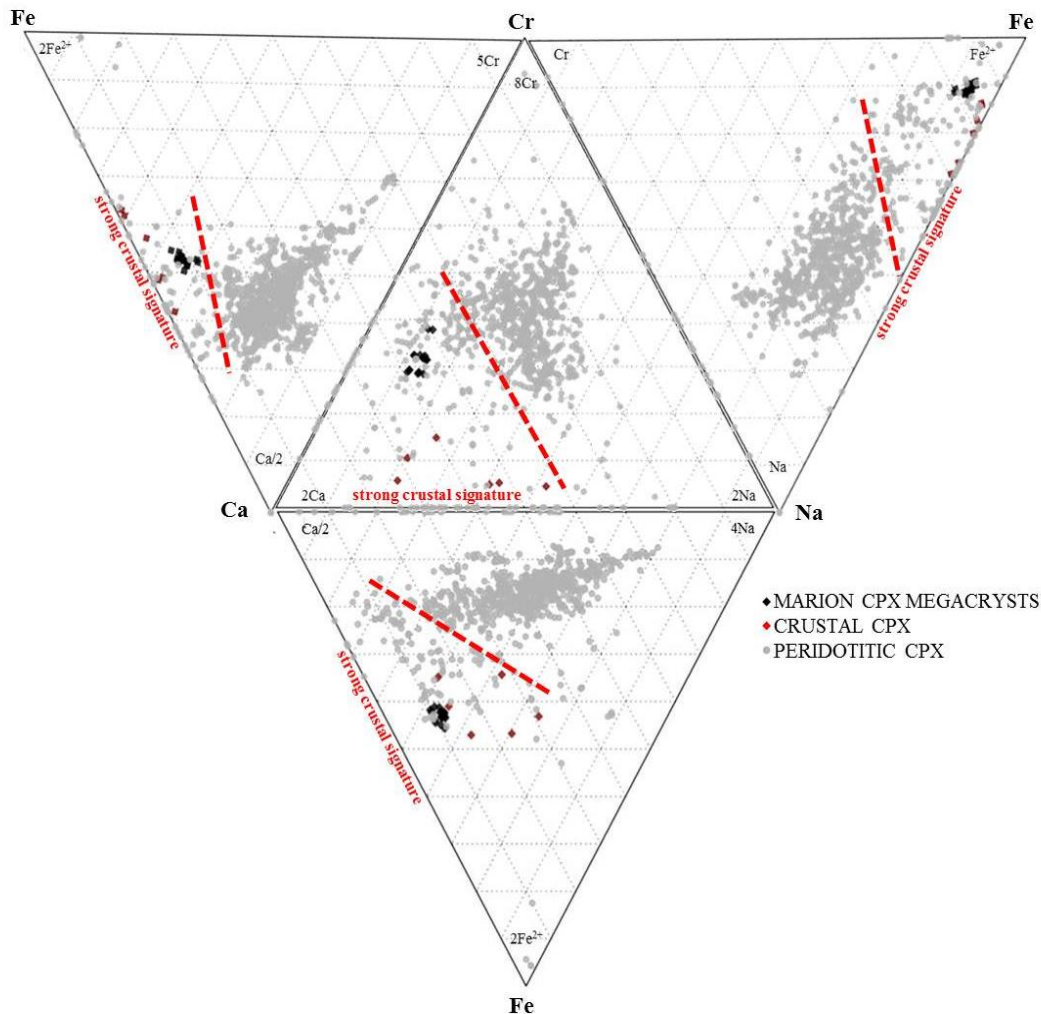 Fe
Cr
Fe
2Fe²⁺
5Cr
Cr
Fe²⁺
8Cr
strong crustal signature
strong crustal signature
Ca/2
Na
2Ca
strong crustal signature
2Na
Ca
Na
Ca/2
4Na
MARION CPX MEGACRYSTS
CRUSTAL CPX
PERIDOTITIC CPX
strong crustal signature
2Fe²⁺
Fe